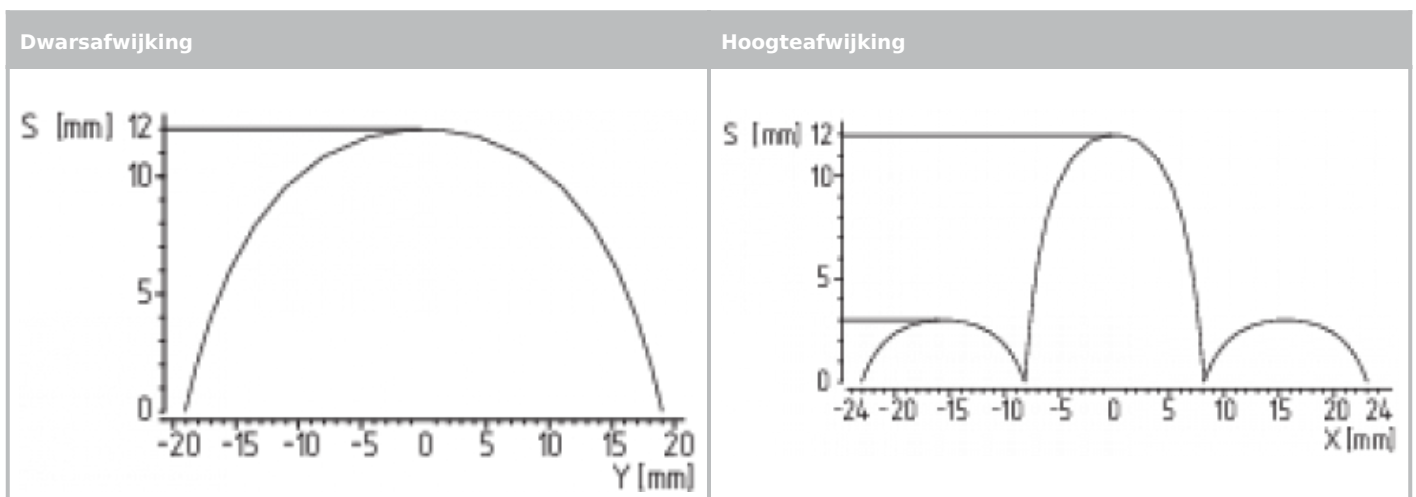 Dwarsafwijking
Hoogteafwijking
S [mm] 12
10
5
0
-20 -15 -10 -5 0 5 10 15 20
Y [mm]
S [mm] 12
10
5
0
-24 -20 -15 -10 -5 0 5 10 15 20 24
X [mm]